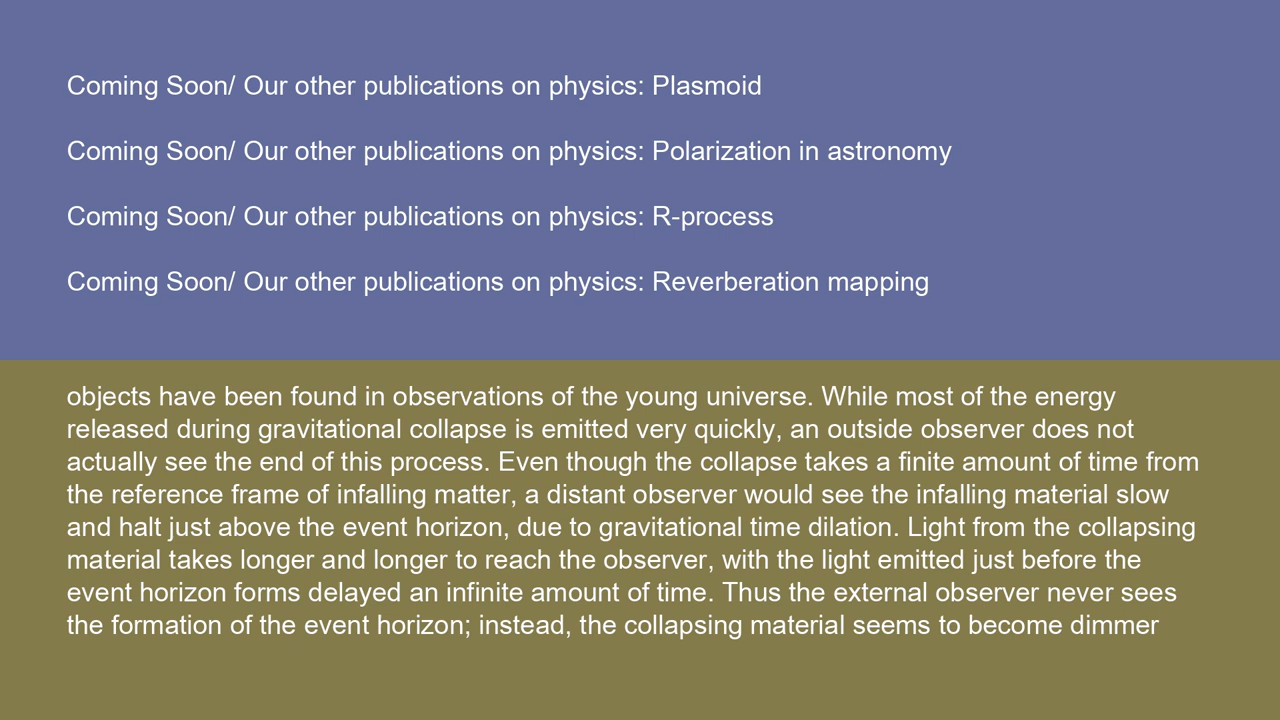 Coming Soon/ Our other publications on physics: Plasmoid
Coming Soon/ Our other publications on physics: Polarization in astronomy
Coming Soon/ Our other publications on physics: R-process
Coming Soon/ Our other publications on physics: Reverberation mapping
objects have been found in observations of the young universe. While most of the energy
released during gravitational collapse is emitted very quickly, an outside observer does not
actually see the end of this process. Even though the collapse takes a finite amount of time from
the reference frame of infalling matter, a distant observer would see the infalling material slow
and halt just above the event horizon, due to gravitational time dilation. Light from the collapsing
material takes longer and longer to reach the observer, with the light emitted just before the
event horizon forms delayed an infinite amount of time. Thus the external observer never sees
the formation of the event horizon; instead, the collapsing material seems to become dimmer